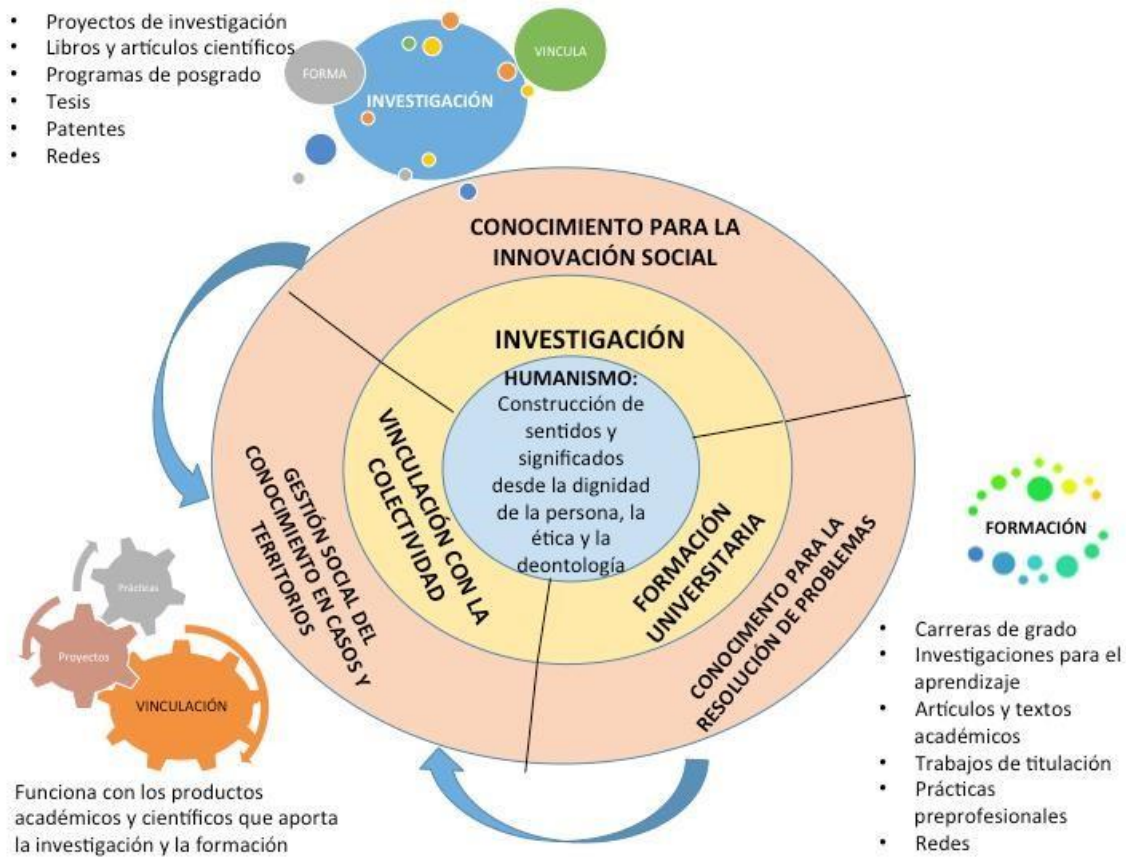 • Proyectos de investigación
• Libros y artículos científicos
• Programas de posgrado
• Tesis
• Patentes
• Redes
FORMA
INVESTIGACIÓN
VINCULA
CONOCIMIENTO PARA LA
INNOVACIÓN SOCIAL
INVESTIGACIÓN
HUMANISMO:
Construcción de
sentidos y
significados
desde la dignidad
de la persona, la
ética y la
deontología
VINCULACIÓN CON LA
COLECTIVIDAD
GESTIÓN SOCIAL DEL
CONOCIMIENTO EN CASOS Y
TERRITORIOS
FORMACIÓN
UNIVERSITARIA
CONOCIMIENTO PARA LA
RESOLUCIÓN DE PROBLEMAS
FORMACIÓN
• Carreras de grado
• Investigaciones para el
aprendizaje
• Artículos y textos
académicos
• Trabajos de titulación
• Prácticas
preprofesionales
• Redes
Prácticas
Proyectos
VINCULACIÓN
Funciona con los productos
académicos y científicos que aporta
la investigación y la formación